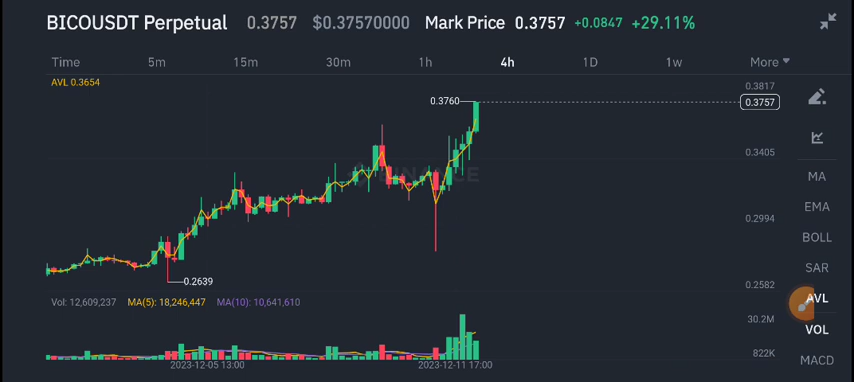 BICOUSDT Perpetual 0.3757 $0.37570000 Mark Price 0.3757 +0.0847 +29.11%
Time 5m 15m 30m 1h 4h 1D 1w More
AVL 0.3654
0.3817
0.3760
0.3757
0.3405
BINANCE
0.2994
0.2639
0.2582
Vol: 12,609,237 MA(5): 18,246,447 MA(10): 10,641,610
30.2M
822K
2023-12-05 13:00 2023-12-11 17:00
MA
EMA
BOLL
SAR
AVL
VOL
MACD